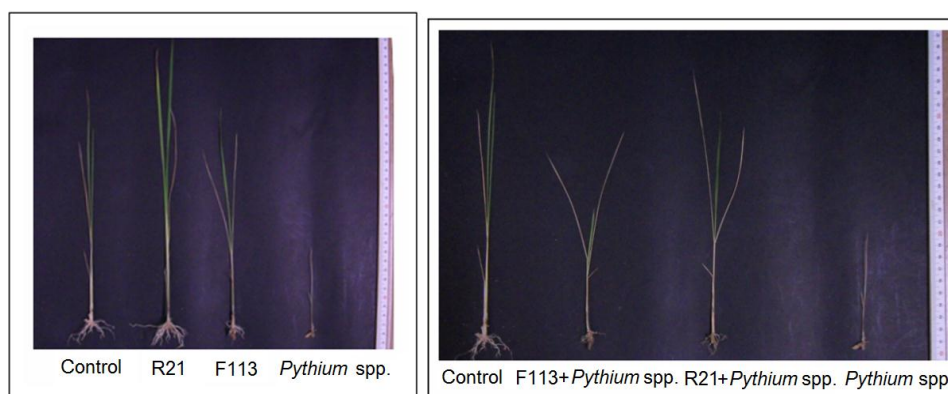 Control R21 F113 Pythium spp.
Control F113+Pythium spp. R21+Pythium spp. Pythium spp